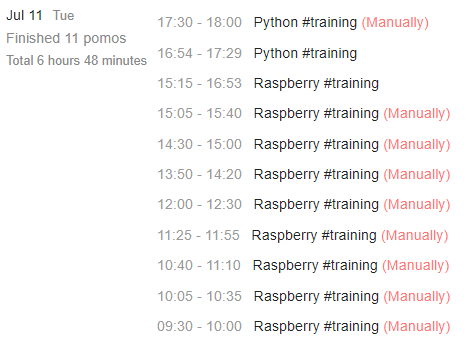 Jul 11 Tue
Finished 11 pomos
Total 6 hours 48 minutes
17:30 - 18:00 Python #training (Manually)
16:54 - 17:29 Python #training
15:15 - 16:53 Raspberry #training
15:05 - 15:40 Raspberry #training (Manually)
14:30 - 15:00 Raspberry #training (Manually)
13:50 - 14:20 Raspberry #training (Manually)
12:00 - 12:30 Raspberry #training (Manually)
11:25 - 11:55 Raspberry #training (Manually)
10:40 - 11:10 Raspberry #training (Manually)
10:05 - 10:35 Raspberry #training (Manually)
09:30 - 10:00 Raspberry #training (Manually)